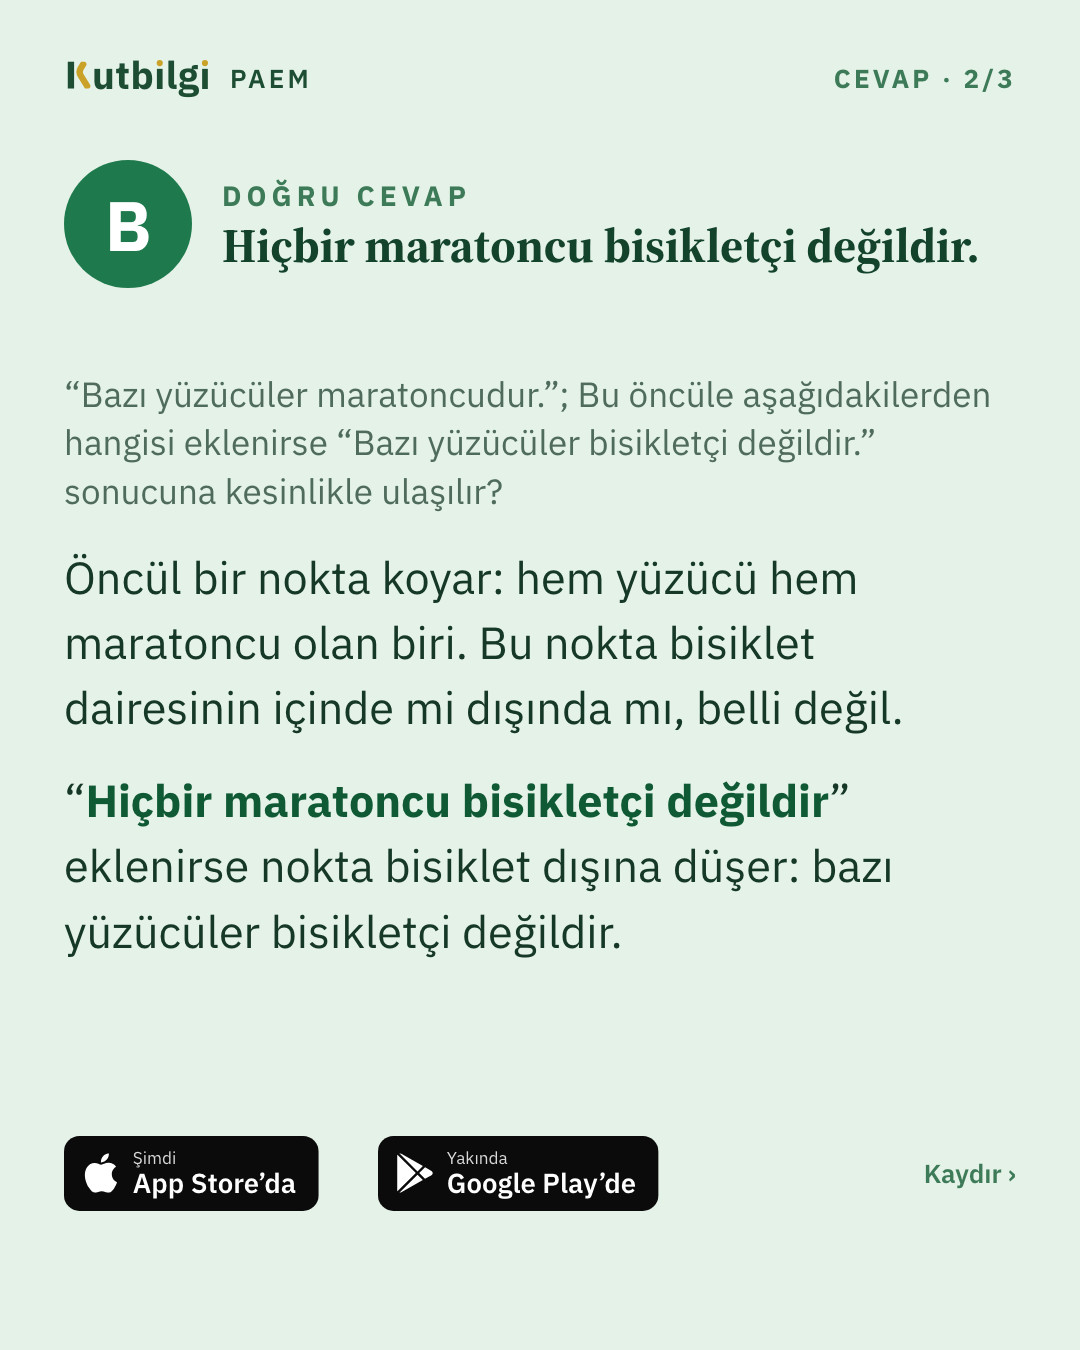 Kutbilgi PAEM
CEVAP · 2/3
B
DOĞRU CEVAP
Hiçbir maratoncu bisikletçi değildir.
“Bazı yüzücüler maratoncudur.”; Bu öncüle aşağıdakilerden
hangisi eklenirse “Bazı yüzücüler bisikletçi değildir.”
sonucuna kesinlikle ulaşılır?
Öncül bir nokta koyar: hem yüzücü hem
maratoncu olan biri. Bu nokta bisiklet
dairesinin içinde mi dışında mı, belli değil.
“Hiçbir maratoncu bisikletçi değildir”
eklenirse nokta bisiklet dışına düşer: bazı
yüzücüler bisikletçi değildir.
Şimdi
App Store’da
Yakında
Google Play’de
Kaydır ›